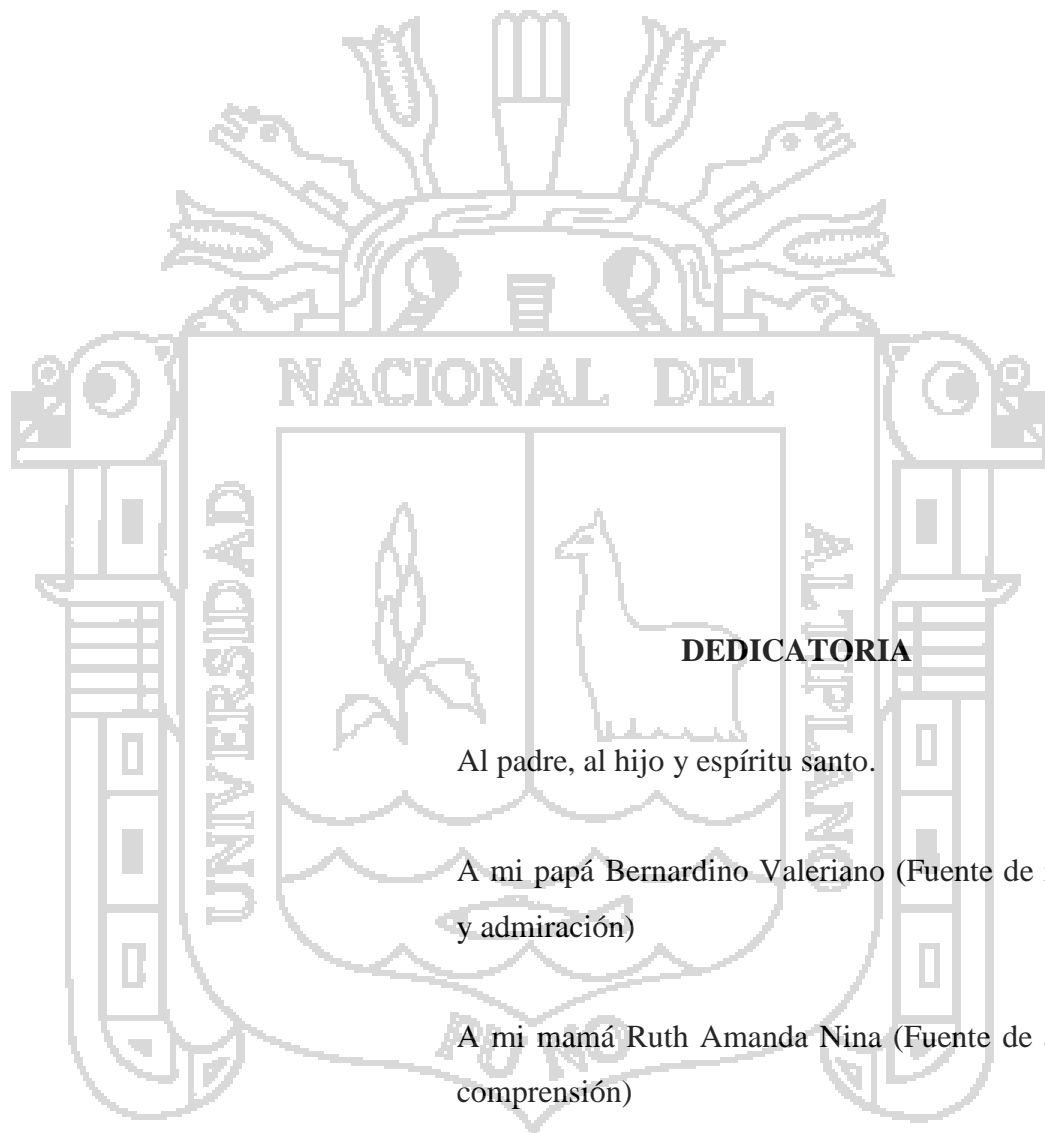 NACIONAL DEL
UNIVERSIDAD
ALTIPLANO
PUNO
DEDICATORIA
Al padre, al hijo y espíritu santo.
A mi papá Bernardino Valeriano (Fuente de
y admiración)
A mi mamá Ruth Amanda Nina (Fuente de
comprensión)